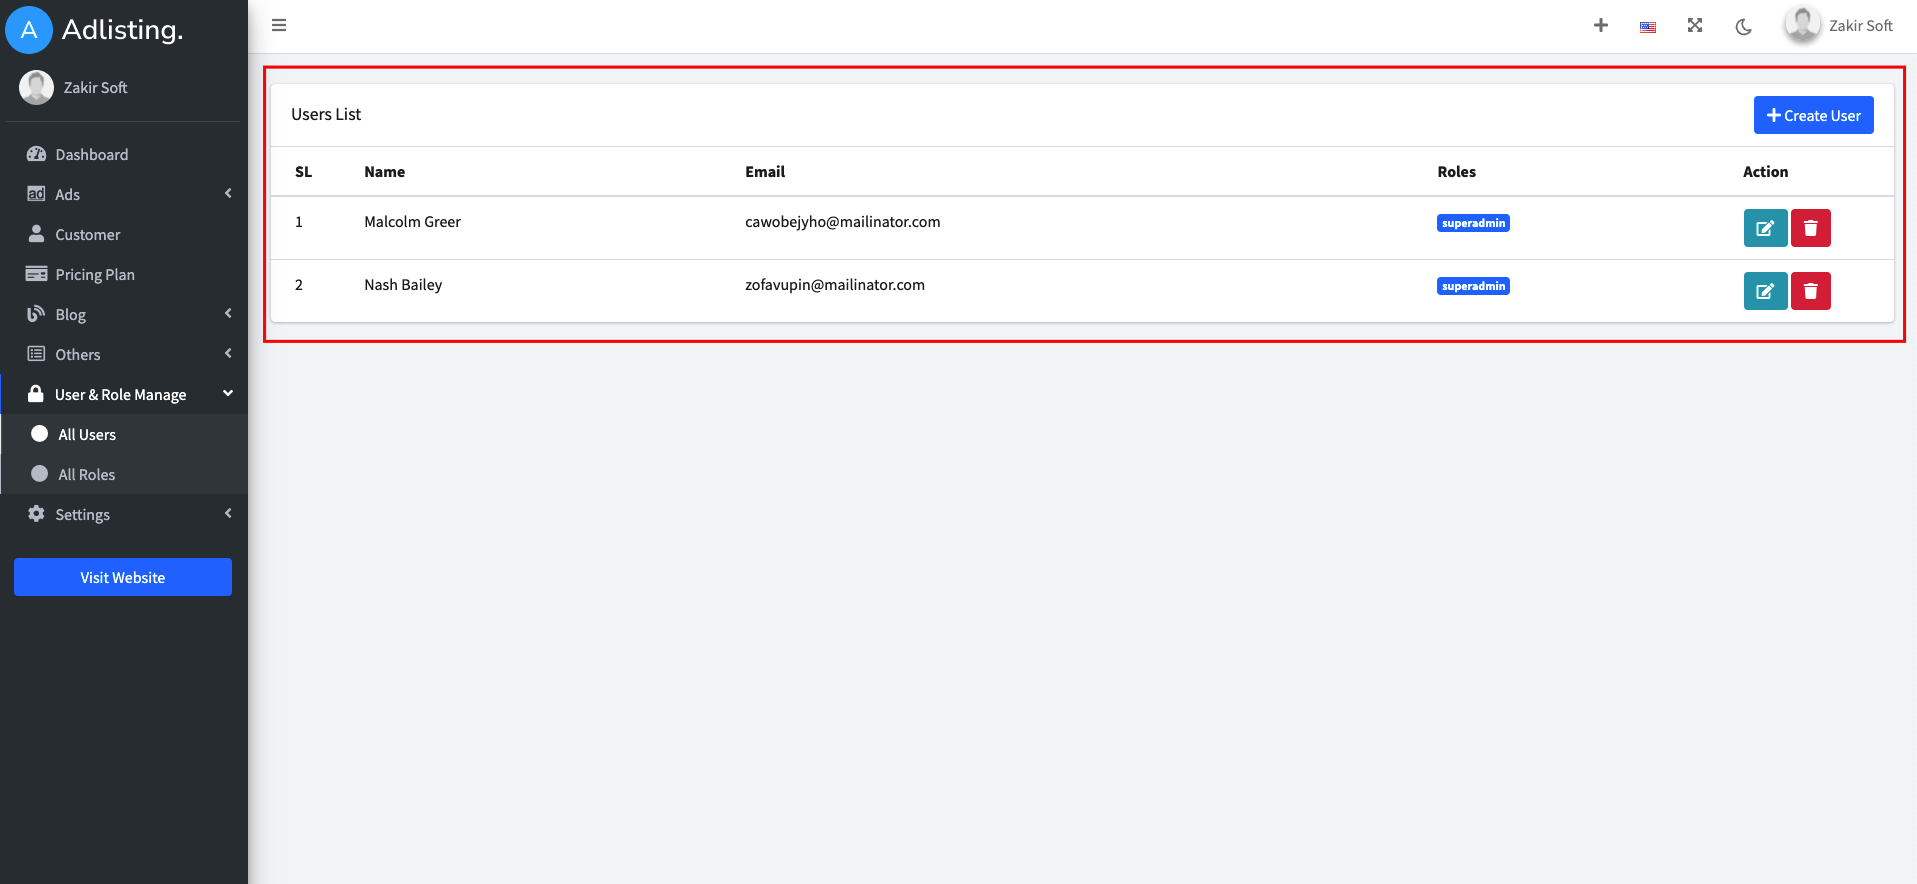 A Adlisting.
Zakir Soft
Zakir Soft
Dashboard
ad Ads
Customer
Pricing Plan
Blog
Others
User & Role Manage
All Users
All Roles
Settings
Visit Website
Users List
Create User
SL Name Email Roles Action
1 Malcolm Greer cawobejyho@mailinator.com superadmin
2 Nash Bailey zofavupin@mailinator.com superadmin